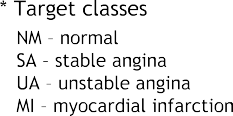 * Target classes
NM – normal
SA – stable angina
UA – unstable angina
MI – myocardial infarction